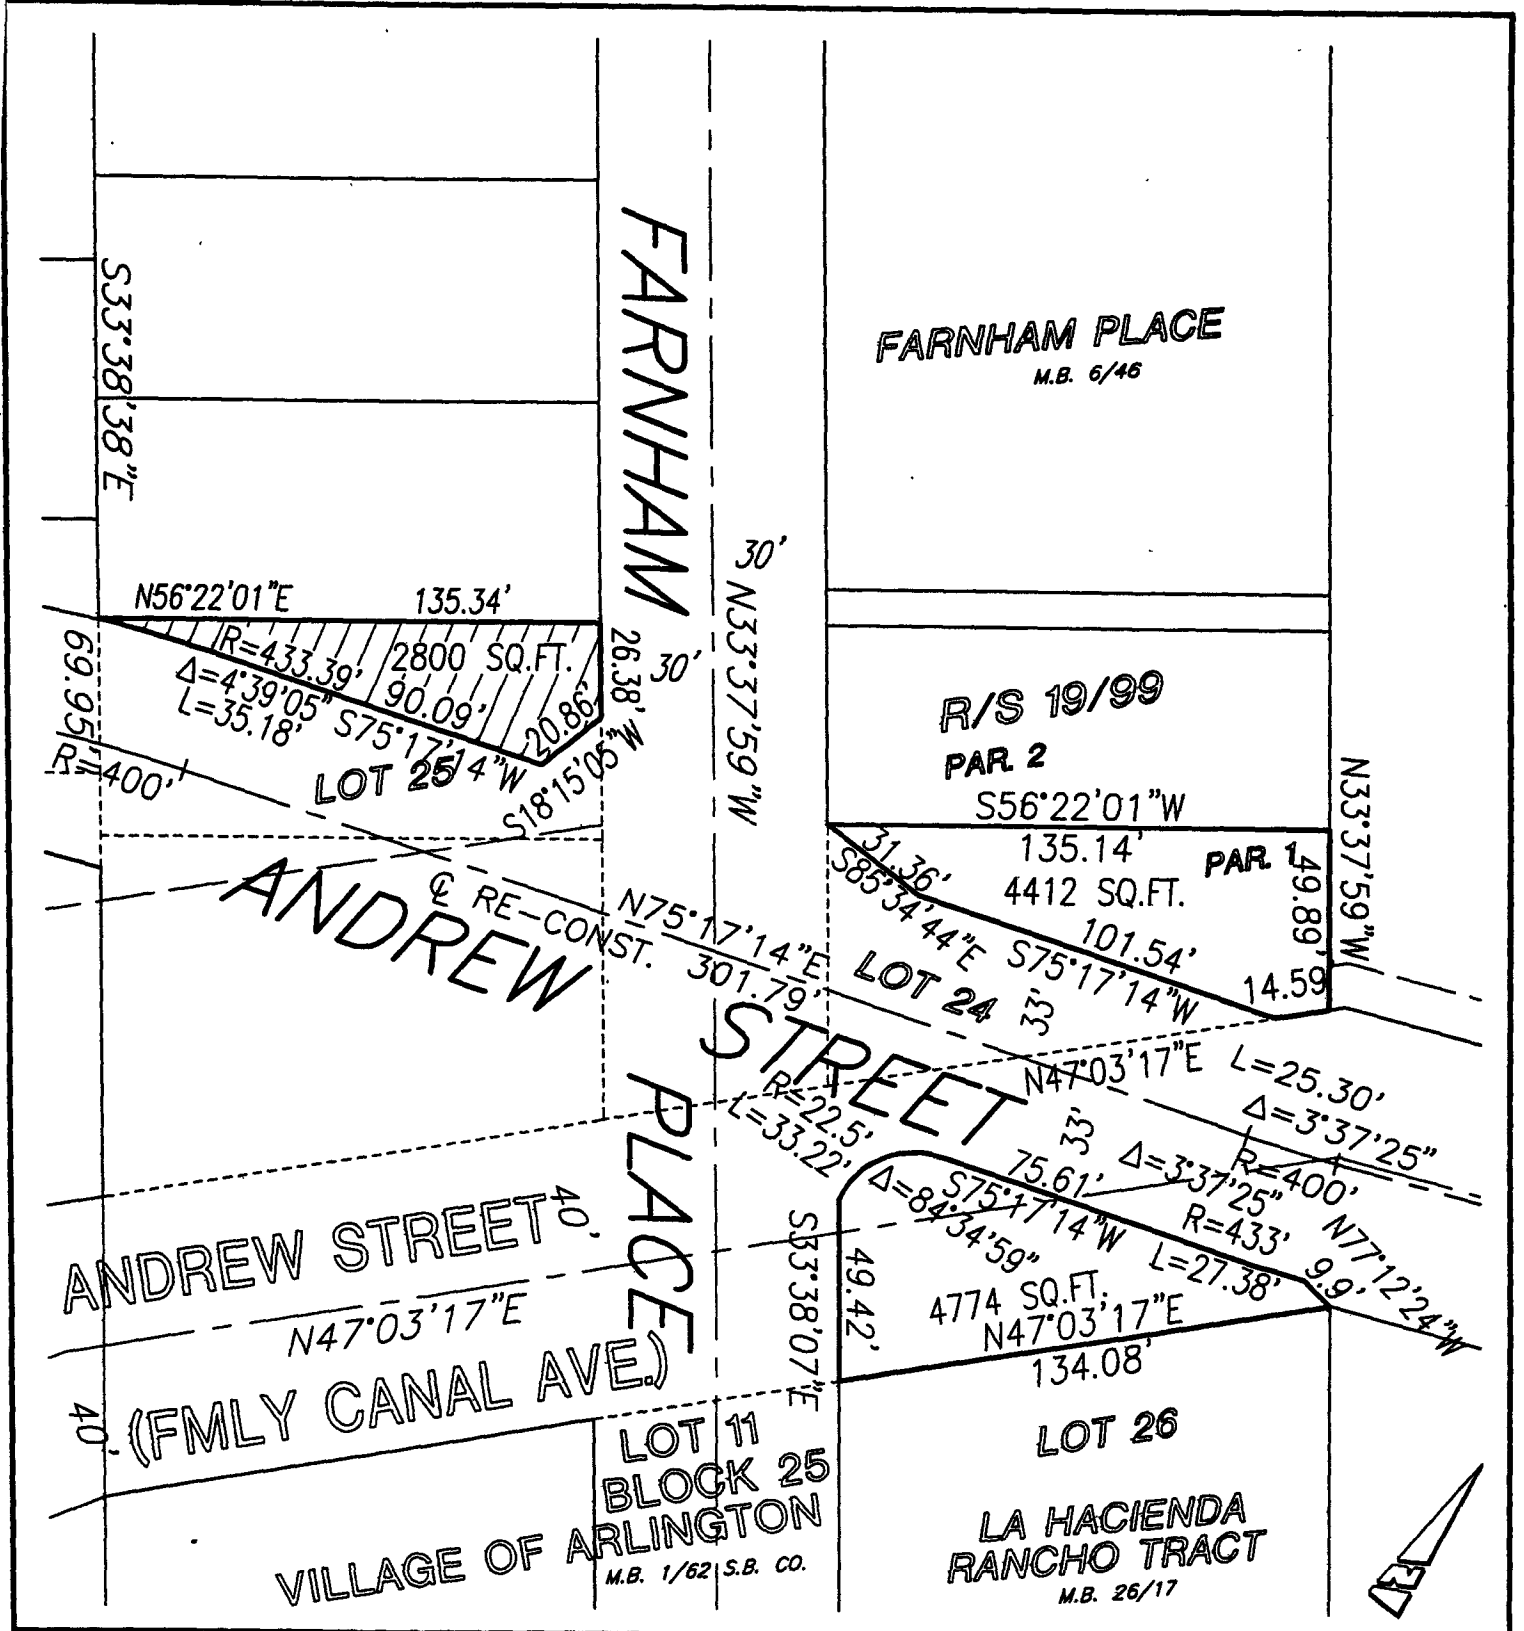 S33°38'38"E
FARNHAM
PLACE
FARNHAM PLACE
M.B. 6/46
30'
N33°37'59"W
30'
N56°22'01"E 135.34'
R=433.39' 2800 SQ.FT.
Δ=4°39'05" 90.09' 20.86'
L=35.18' S75°17'14"W
26.38'
S18°15'05"W
69.95'
R=400'
LOT 25
R/S 19/99
PAR. 2
S56°22'01"W
135.14' PAR. 1
4412 SQ.FT.
31.36'
S85°34'44"E
101.54'
S75°17'14"W
49.89'
N33°37'59"W
14.59
ANDREW
STREET
℄ RE-CONST.
N75°17'14"E
301.79'
LOT 24
33'
N47°03'17"E
L=25.30'
Δ=3°37'25"
R=400'
R=22.5'
L=33.22'
Δ=84°34'59"
33'
75.61'
S75°17'14"W
Δ=3°37'25"
R=433'
L=27.38'
N77°12'24"W
9.9'
S33°38'07"E
49.42'
4774 SQ.FT.
N47°03'17"E
134.08'
ANDREW STREET
40'
N47°03'17"E
(FMLY CANAL AVE.)
40'
LOT 11
BLOCK 25
VILLAGE OF ARLINGTON
M.B. 1/62 S.B. CO.
LOT 26
LA HACIENDA
RANCHO TRACT
M.B. 26/17